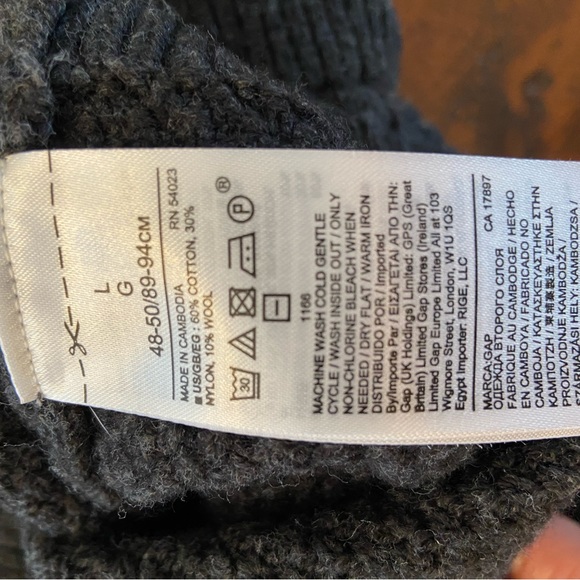 L
G
48-50/89-94CM
MADE IN CAMBODIA RN 54023
■ US/GB/EG : 60% COTTON, 30%
NYLON, 10% WOOL
30
P ®
1166
MACHINE WASH COLD GENTLE
CYCLE / WASH INSIDE OUT / ONLY
NON-CHLORINE BLEACH WHEN
NEEDED / DRY FLAT / WARM IRON
DISTRIBUIDO POR / Imported
By/Importe Par / ΕΙΣΑΓΕΤΑΙ ΑΠΟ ΤΗΝ:
Gap (UK Holdings) Limited: GPS (Great
Britain) Limited Gap Stores (Ireland)
Limited Gap Europe Limited All at 103
Wigmore Street, London, W1U 1QS
Egypt Importer: RIGE, LLC
CA 17897
MARCA:GAP
ОДЕЖДА ВТОРОГО СЛОЯ
FABRIQUE AU CAMBODGE / HECHO
EN CAMBOYA / FABRICADO NO
CAMBOJA / ΚΑΤΑΣΚΕΥΑΣΤΗΚΕ ΣΤΗΝ
ΚΑΜΠΟΤΖΗ / 柬埔寨製造 / ZEMLJA
PROIZVODNJE KAMBODŽA /